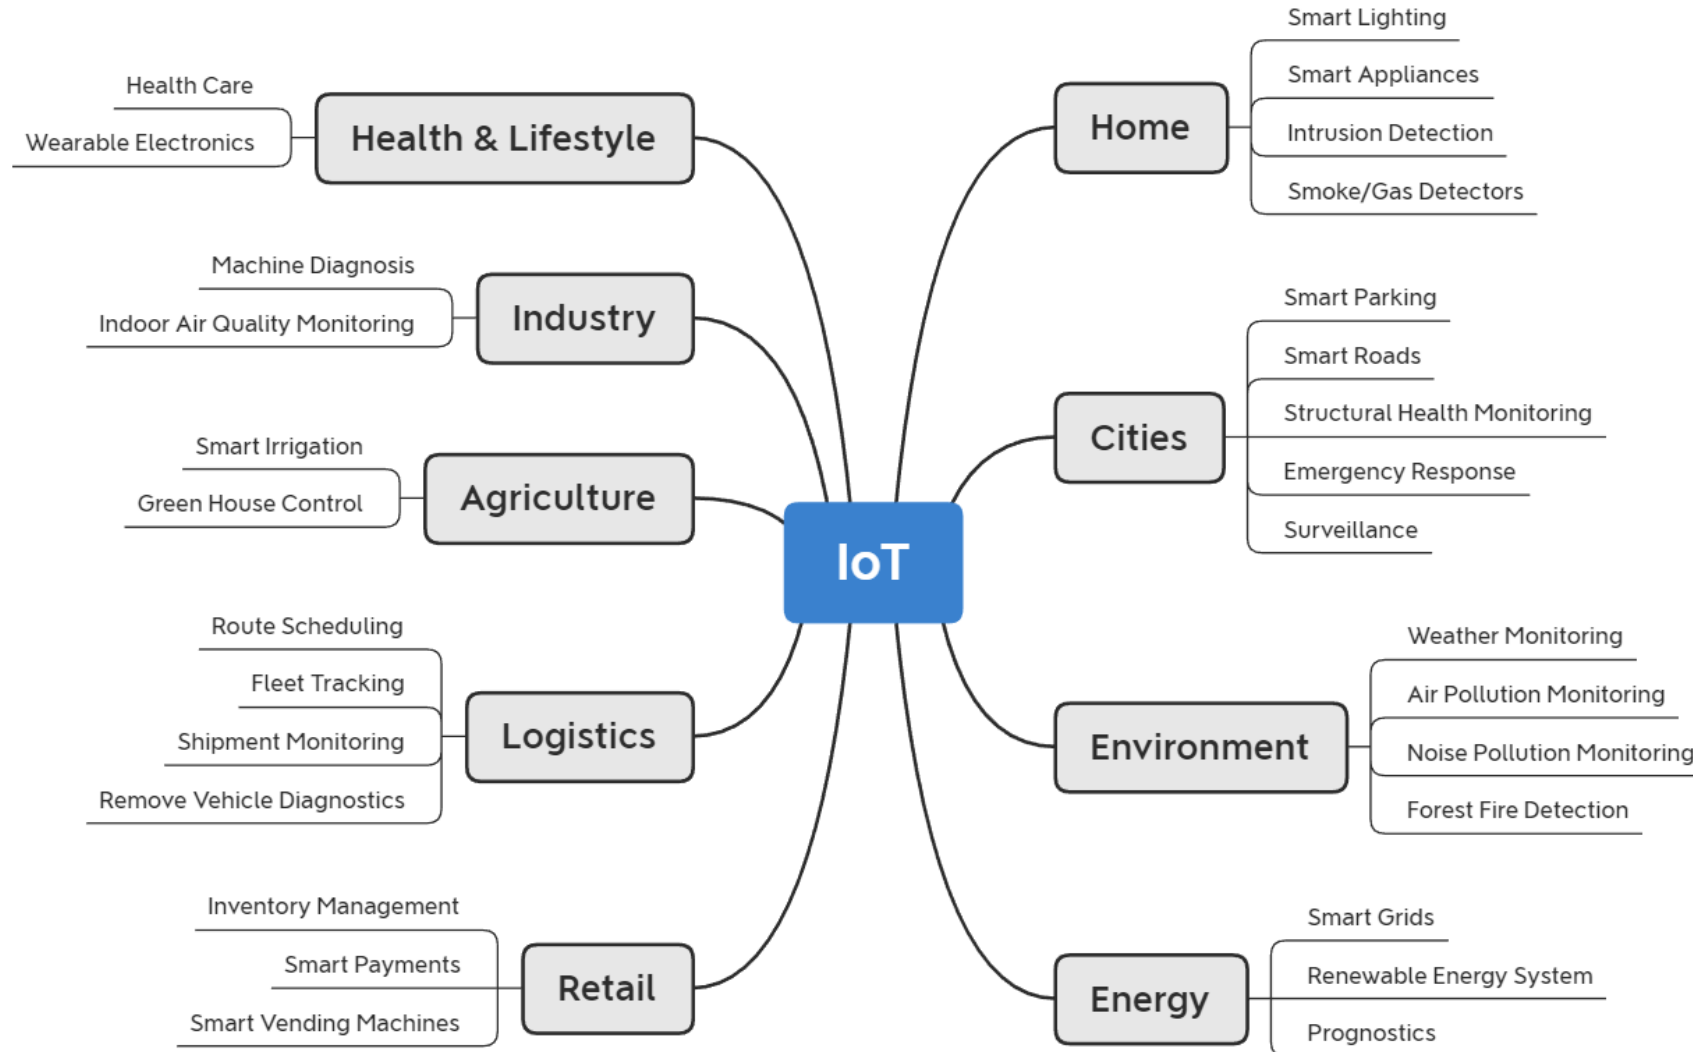 IoT
Home
Smart Lighting
Smart Appliances
Intrusion Detection
Smoke/Gas Detectors
Cities
Smart Parking
Smart Roads
Structural Health Monitoring
Emergency Response
Surveillance
Environment
Weather Monitoring
Air Pollution Monitoring
Noise Pollution Monitoring
Forest Fire Detection
Energy
Smart Grids
Renewable Energy System
Prognostics
Health & Lifestyle
Health Care
Wearable Electronics
Industry
Machine Diagnosis
Indoor Air Quality Monitoring
Agriculture
Smart Irrigation
Green House Control
Logistics
Route Scheduling
Fleet Tracking
Shipment Monitoring
Remove Vehicle Diagnostics
Retail
Inventory Management
Smart Payments
Smart Vending Machines